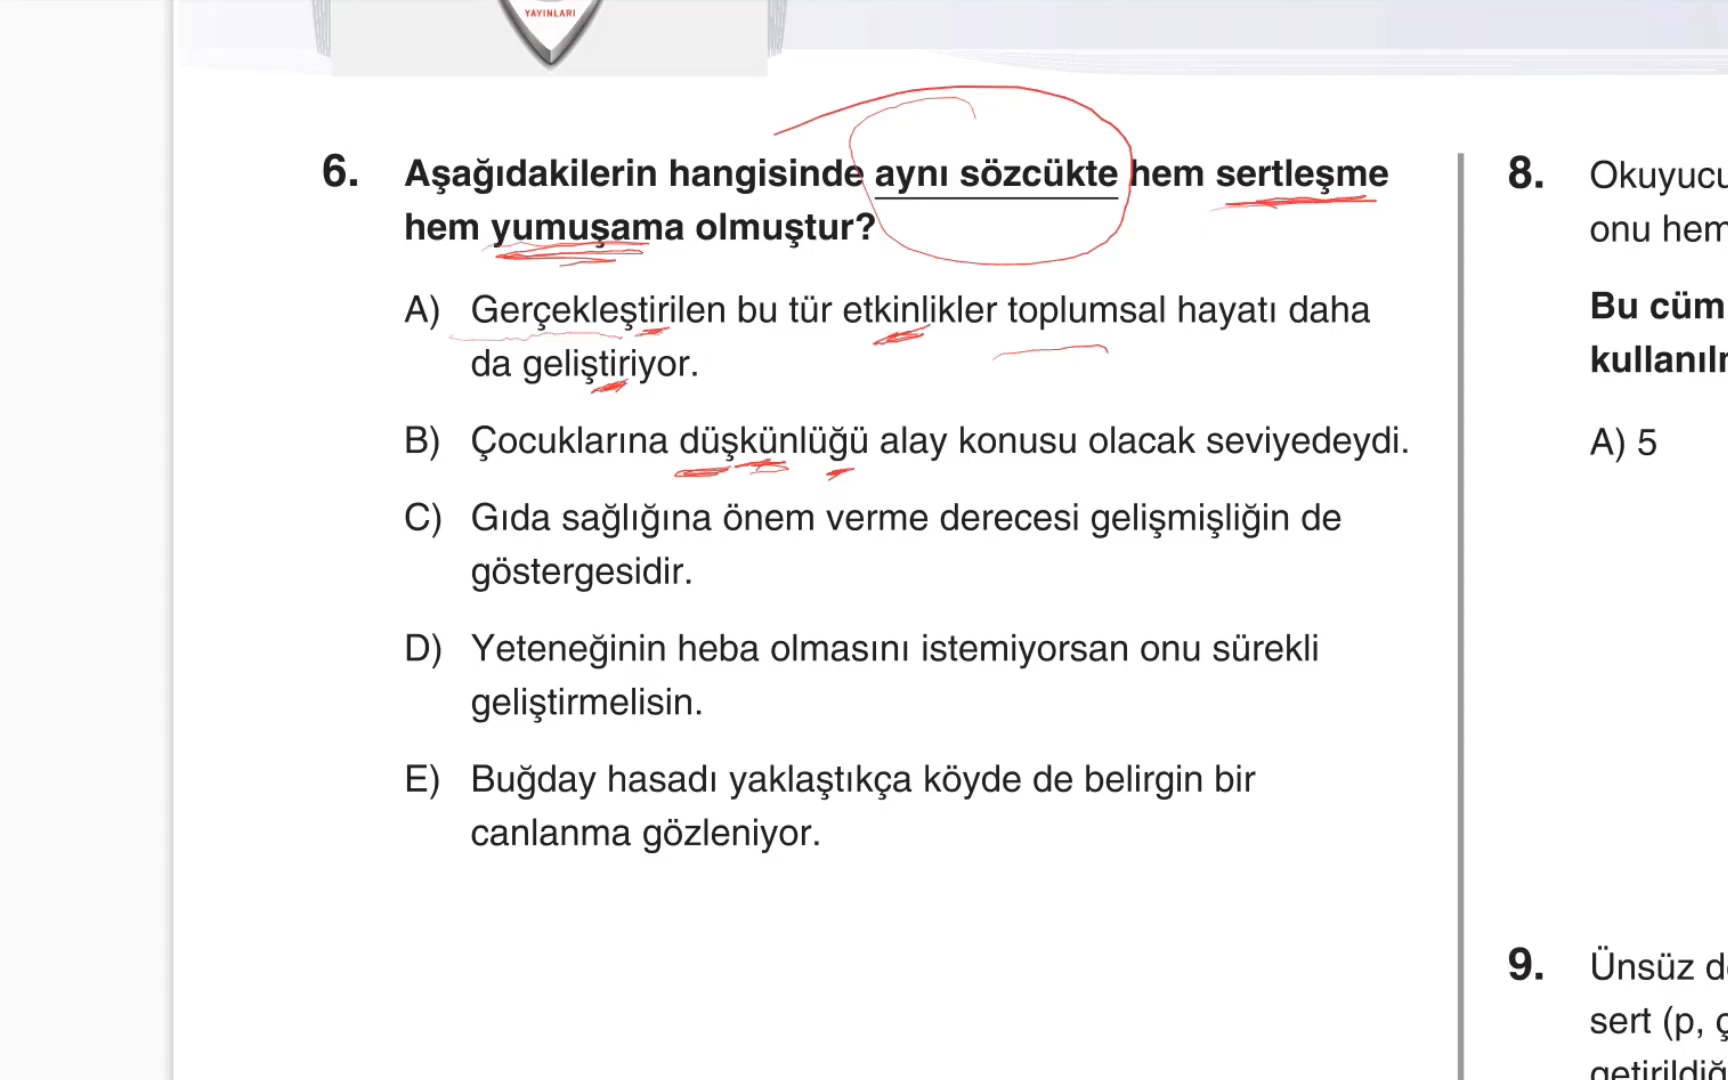 YAYINLARI
6. Aşağıdakilerin hangisinde aynı sözcükte hem sertleşme
hem yumuşama olmuştur?
A) Gerçekleştirilen bu tür etkinlikler toplumsal hayatı daha
da geliştiriyor.
B) Çocuklarına düşkünlüğü alay konusu olacak seviyedeydi.
C) Gıda sağlığına önem verme derecesi gelişmişliğin de
göstergesidir.
D) Yeteneğinin heba olmasını istemiyorsan onu sürekli
geliştirmelisin.
E) Buğday hasadı yaklaştıkça köyde de belirgin bir
canlanma gözleniyor.
8. Okuyucu
onu hem
Bu cüm
kullanılm
A) 5
9. Ünsüz
sert (p, ç
getirildiğ